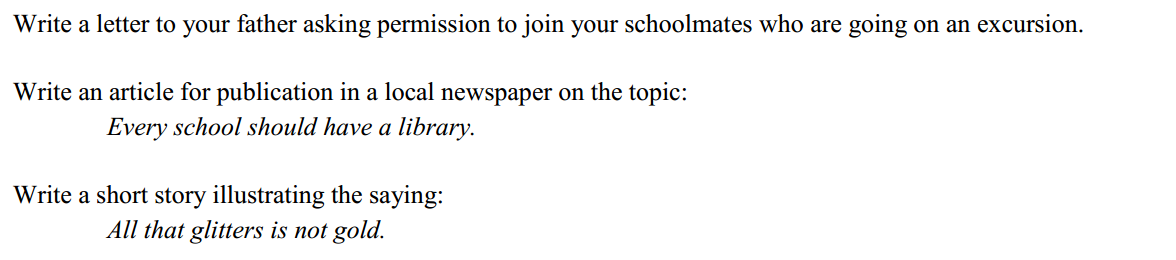 Write a letter to your father asking permission to join your schoolmates who are going on an excursion.
Write an article for publication in a local newspaper on the topic:
Every school should have a library.
Write a short story illustrating the saying:
All that glitters is not gold.